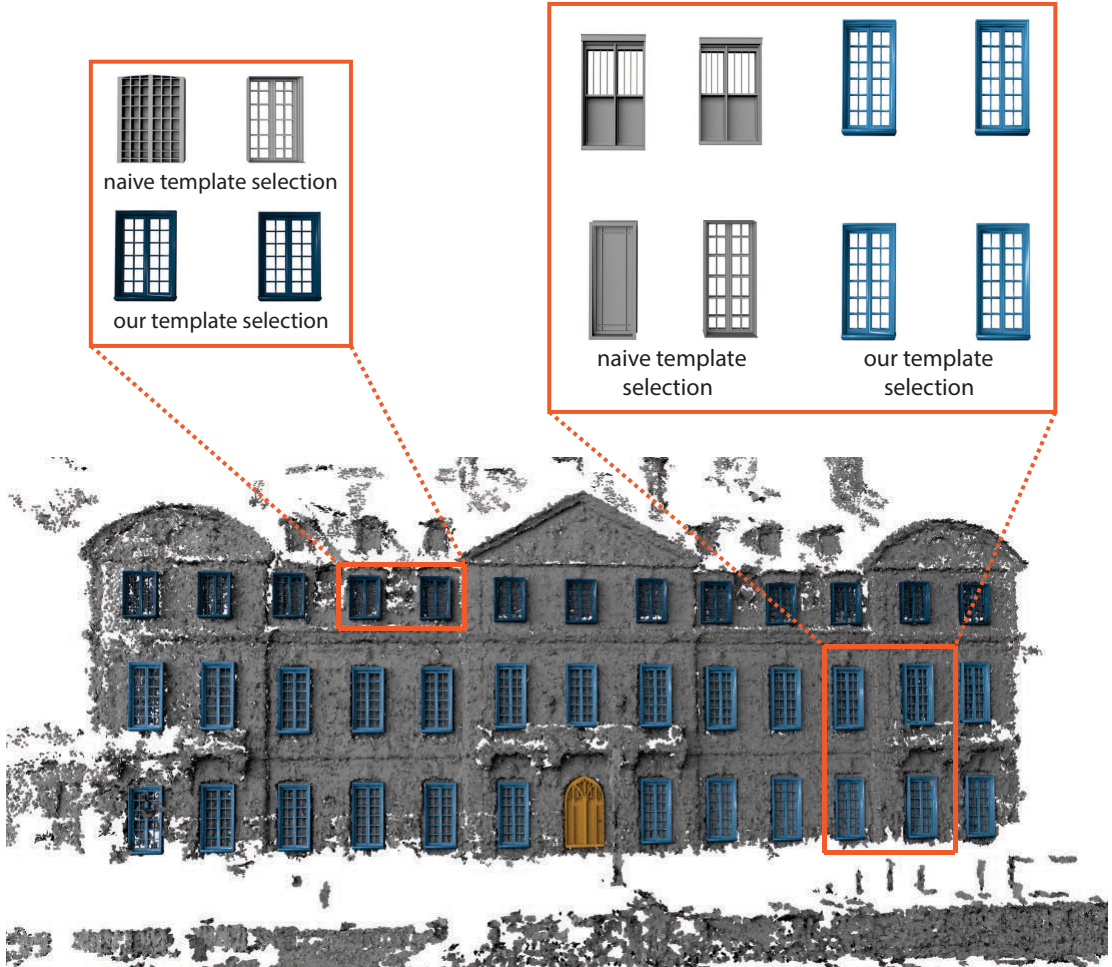 naive template selection
our template selection
naive template
selection
our template
selection